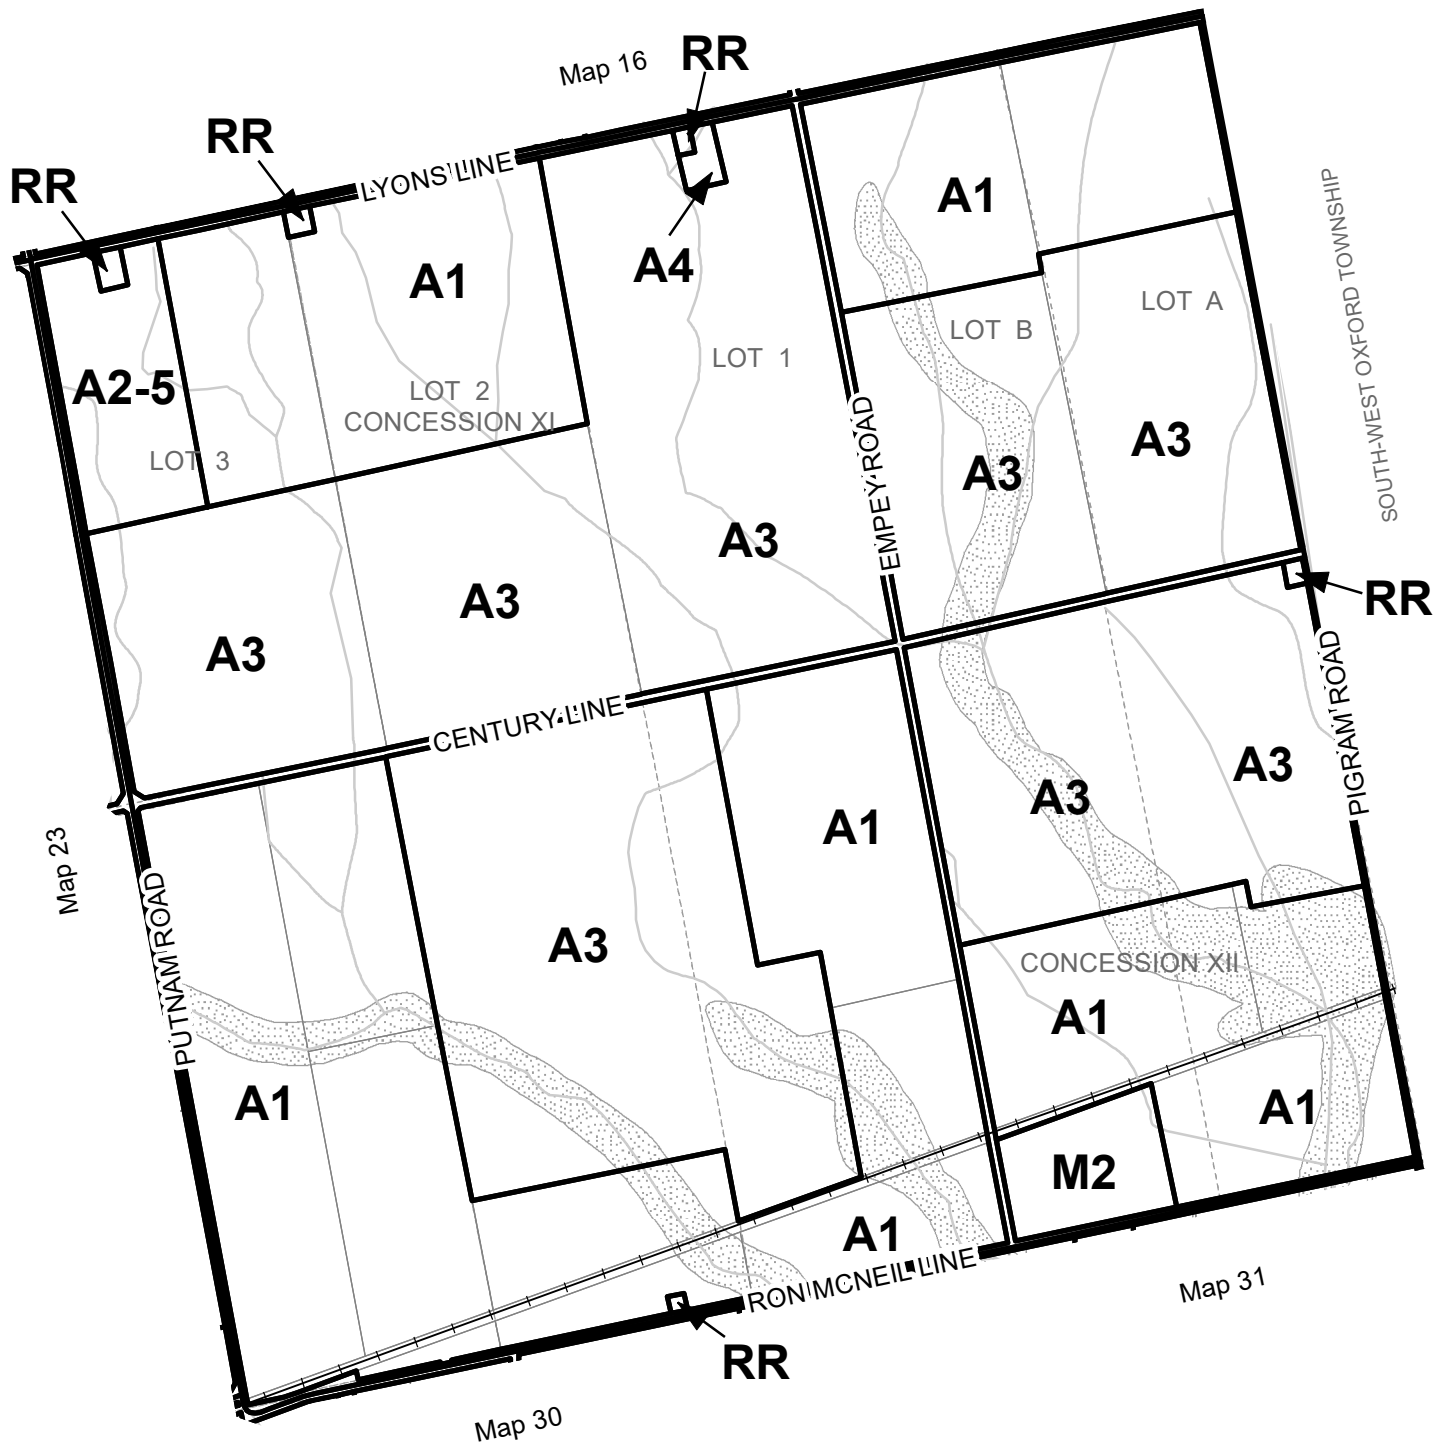 Map 16
RR
RR
RR
LYONS LINE
A1
A4
A1
SOUTH-WEST OXFORD TOWNSHIP
LOT A
LOT B
LOT 1
A2-5
LOT 2
CONCESSION XI
LOT 3
EMPEY ROAD
A3
A3
A3
A3
A3
RR
CENTURY LINE
PIGRAM ROAD
A3
A3
A1
Map 23
PUTNAM ROAD
A3
CONCESSION XII
A1
A1
A1
M2
A1
RON MCNEIL LINE
Map 31
RR
Map 30